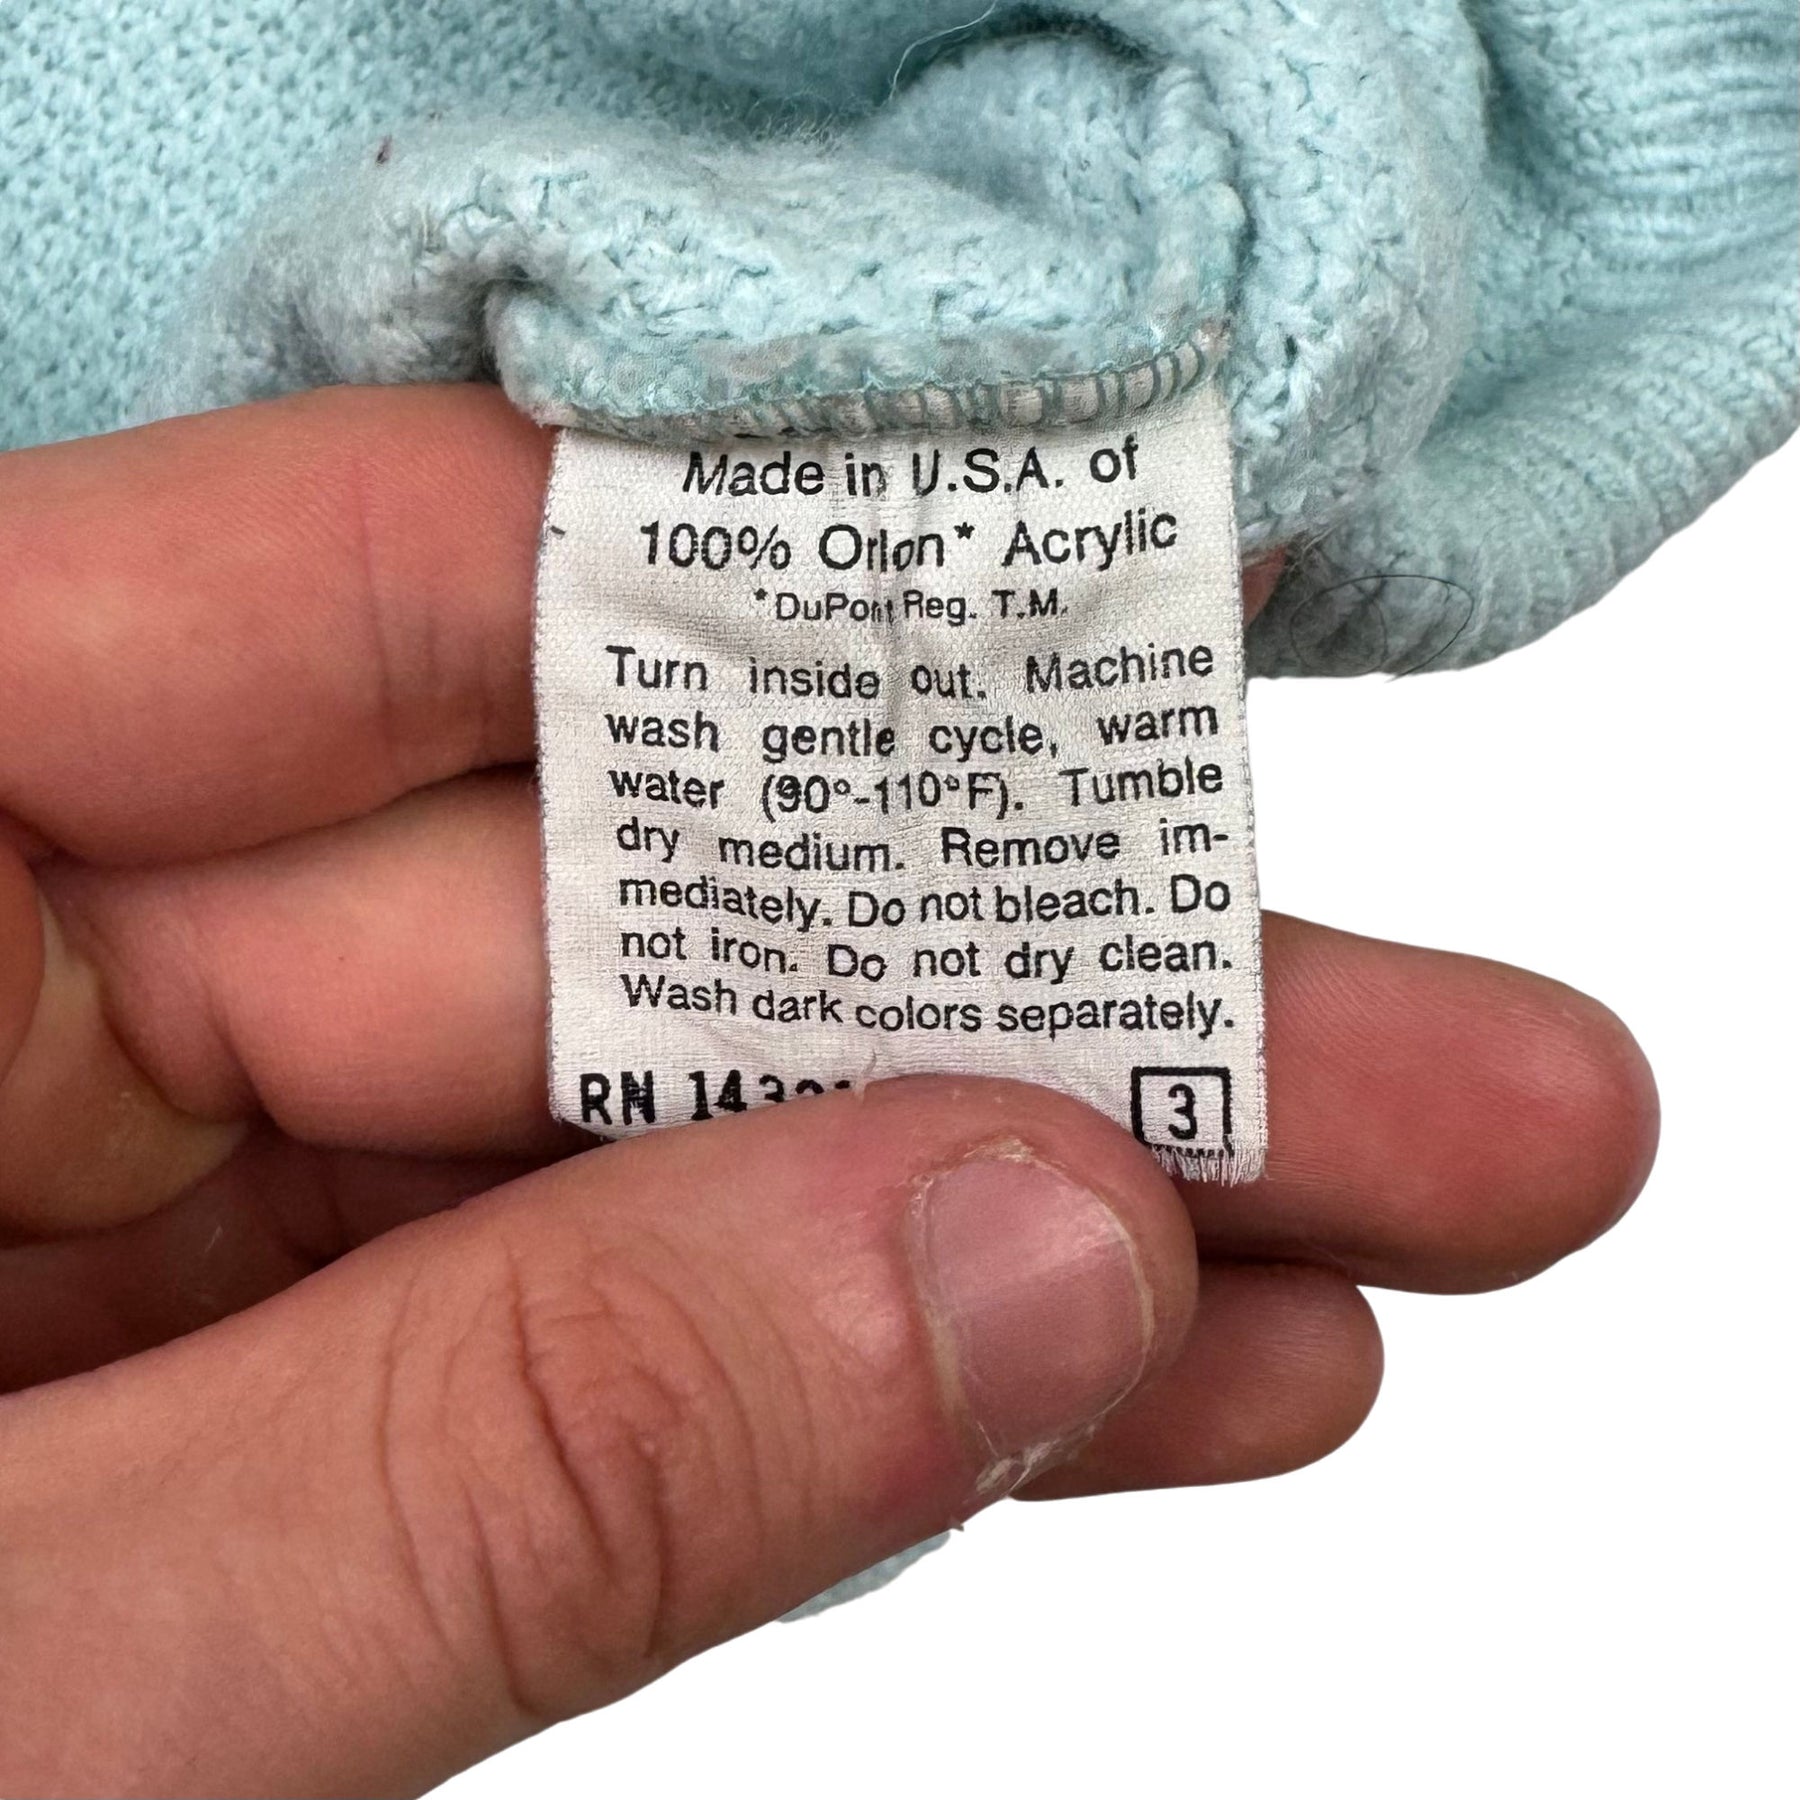 Made in U.S.A. of
100% Orlon* Acrylic
*DuPont Reg. T.M.
Turn inside out. Machine
wash gentle cycle, warm
water (90°-110°F). Tumble
dry medium. Remove im-
mediately. Do not bleach. Do
not iron. Do not dry clean.
Wash dark colors separately.
RN
3